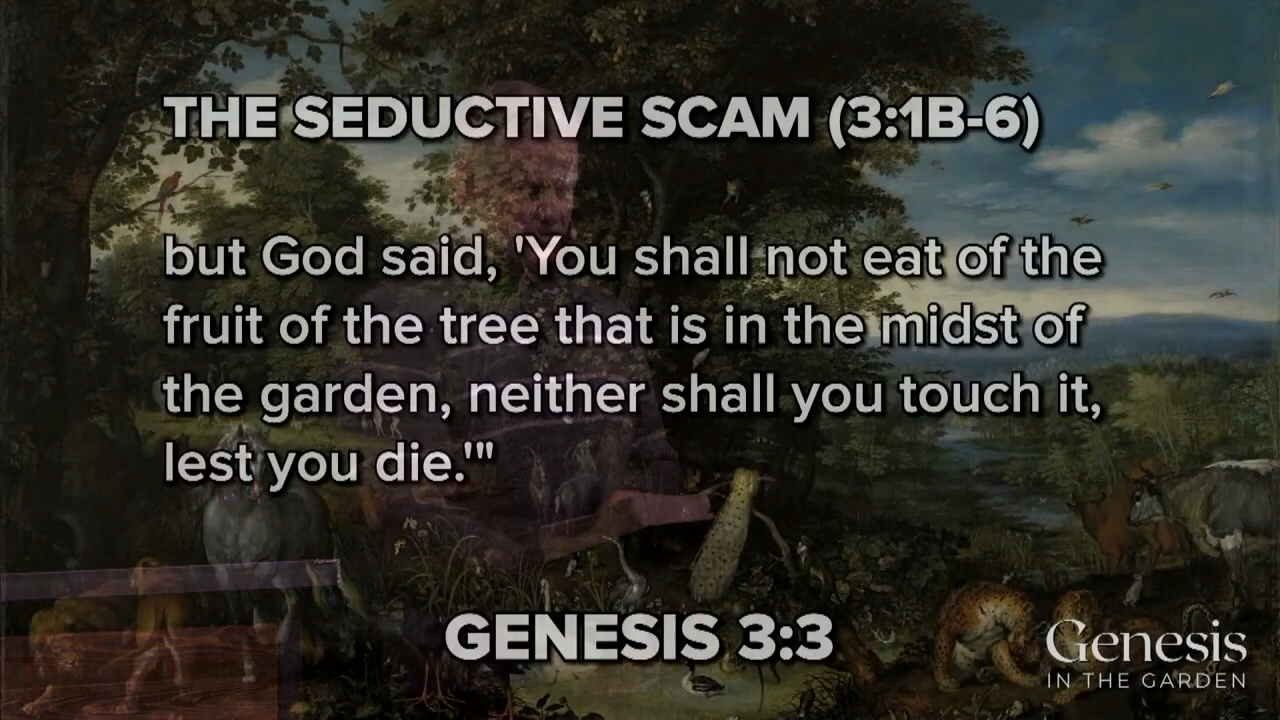 THE SEDUCTIVE SCAM (3:1B-6)
but God said, 'You shall not eat of the
fruit of the tree that is in the midst of
the garden, neither shall you touch it,
lest you die.'"
GENESIS 3:3
Genesis
IN THE GARDEN